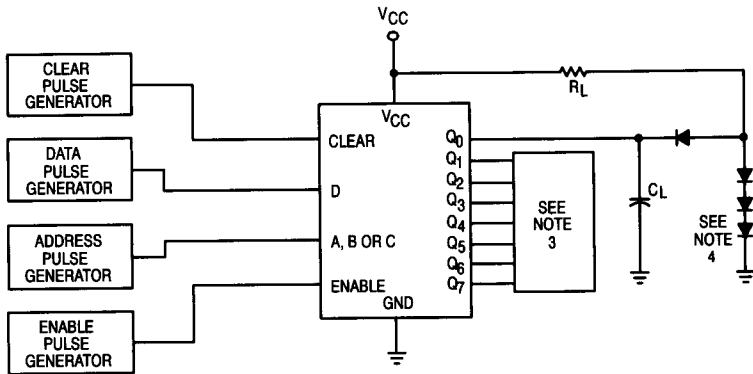 VCC
CLEAR
PULSE
GENERATOR
DATA
PULSE
GENERATOR
ADDRESS
PULSE
GENERATOR
ENABLE
PULSE
GENERATOR
VCC
CLEAR
D
A, B OR C
ENABLE
GND
Q0
Q1
Q2
Q3
Q4
Q5
Q6
Q7
SEE
NOTE
3
RL
CL
SEE
NOTE
4